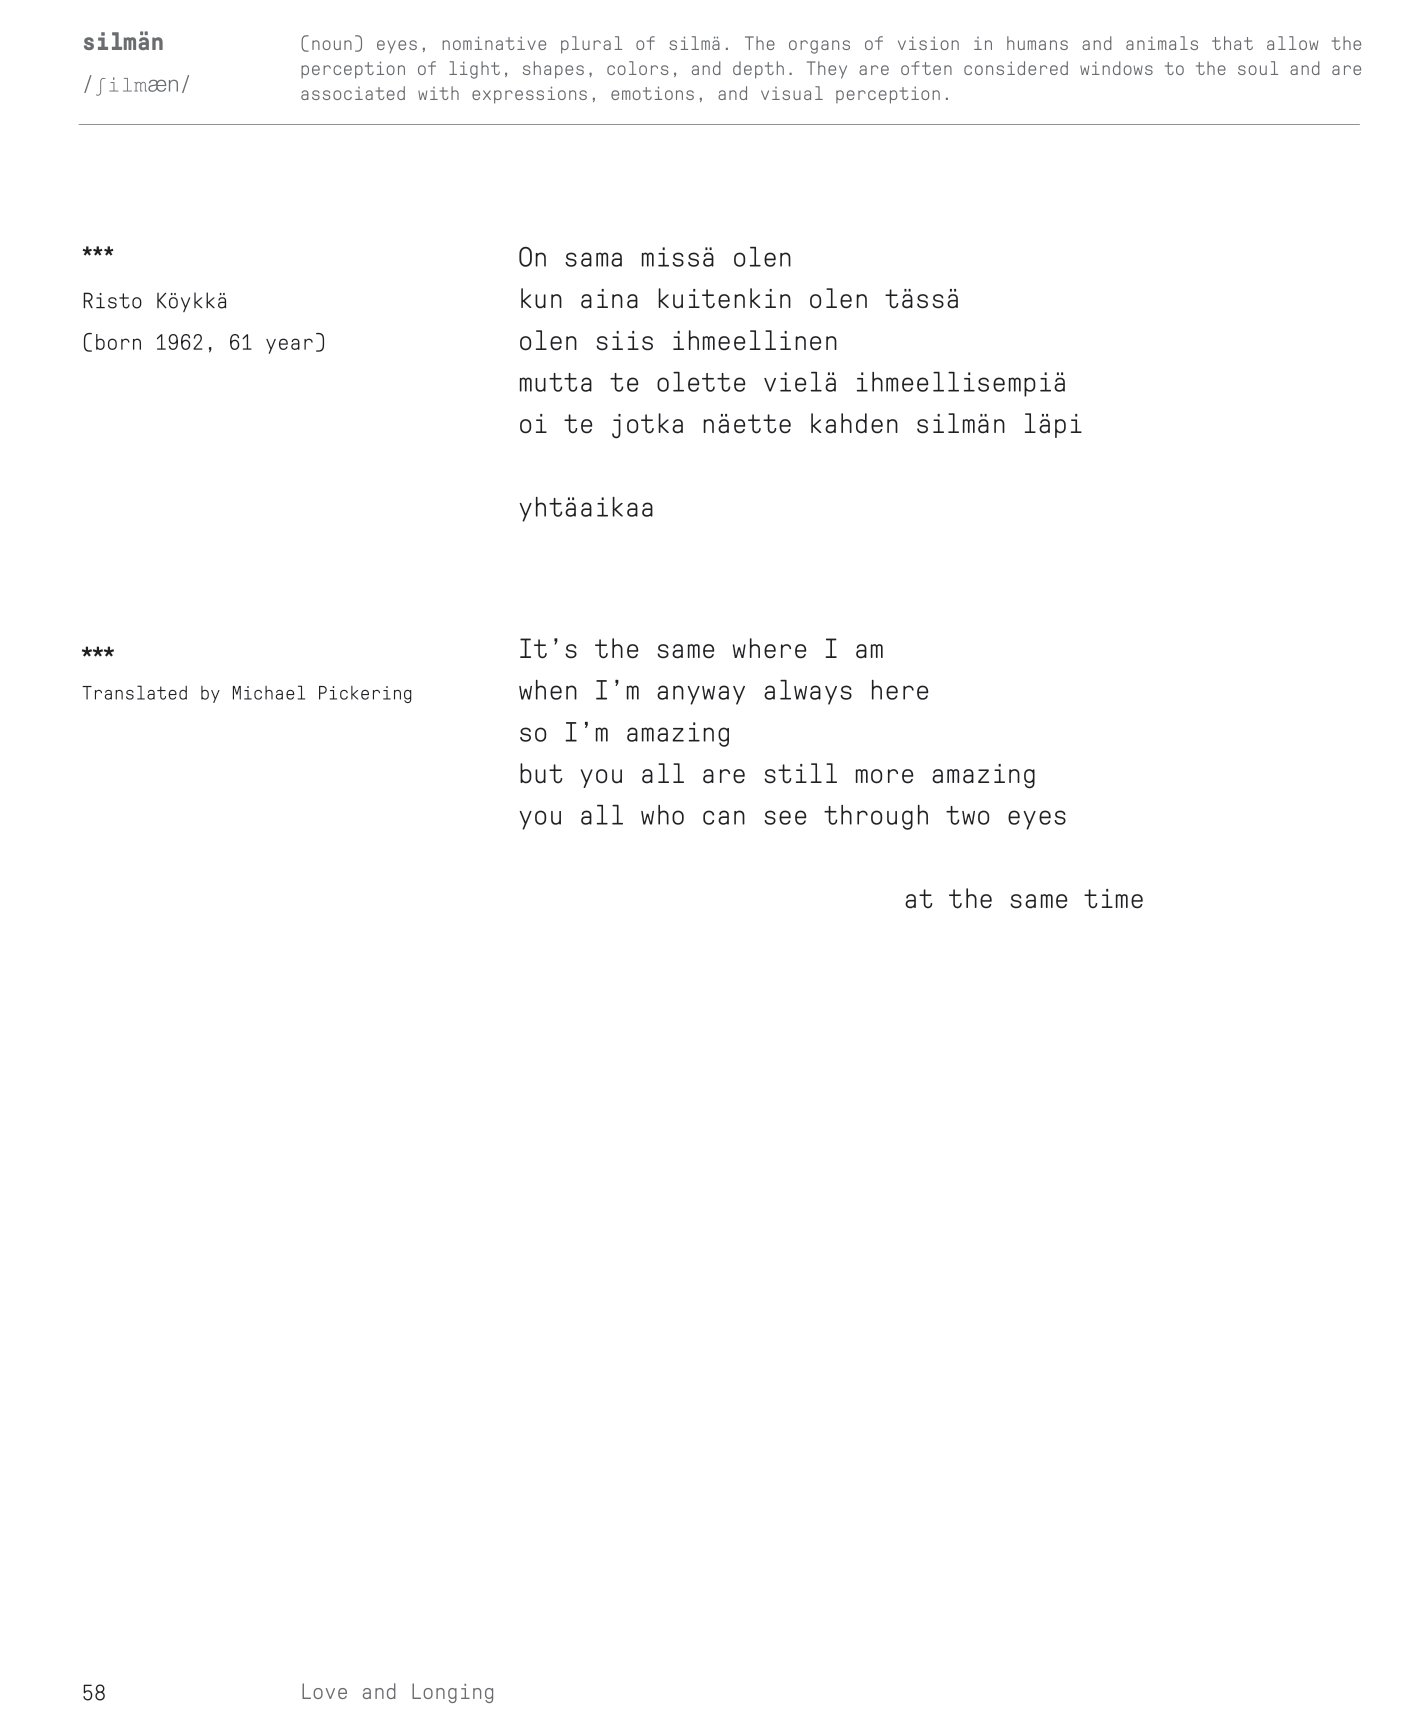 silmän
/ʃilmæn/
(noun) eyes, nominative plural of silmä. The organs of vision in humans and animals that allow the
perception of light, shapes, colors, and depth. They are often considered windows to the soul and are
associated with expressions, emotions, and visual perception.
***
Risto Köykkä
(born 1962, 61 year)
On sama missä olen
kun aina kuitenkin olen tässä
olen siis ihmeellinen
mutta te olette vielä ihmeellisempiä
oi te jotka näette kahden silmän läpi
yhtäaikaa
***
Translated by Michael Pickering
It’s the same where I am
when I’m anyway always here
so I’m amazing
but you all are still more amazing
you all who can see through two eyes
at the same time
58
Love and Longing